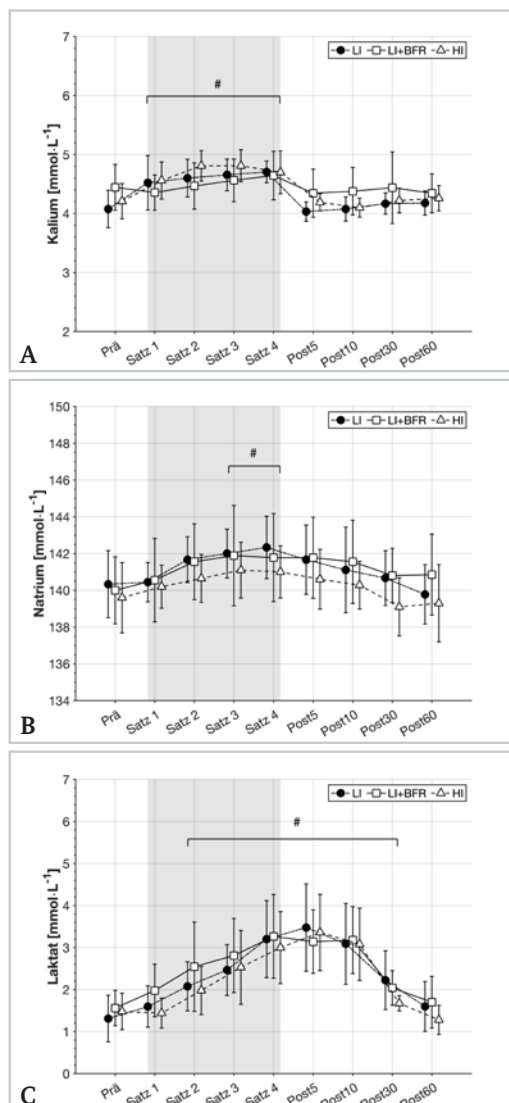 7
LI LI+BFR HI
6
#
5
Kalium [mmol·L⁻¹]
4
3
2
A
Prä Satz 1 Satz 2 Satz 3 Satz 4 Post5 Post10 Post30 Post60
150
LI LI+BFR HI
148
#
146
144
Natrium [mmol·L⁻¹]
142
140
138
136
134
B
Prä Satz 1 Satz 2 Satz 3 Satz 4 Post5 Post10 Post30 Post60
7
LI LI+BFR HI
6
#
5
Laktat [mmol·L⁻¹]
4
3
2
1
0
C
Prä Satz 1 Satz 2 Satz 3 Satz 4 Post5 Post10 Post30 Post60